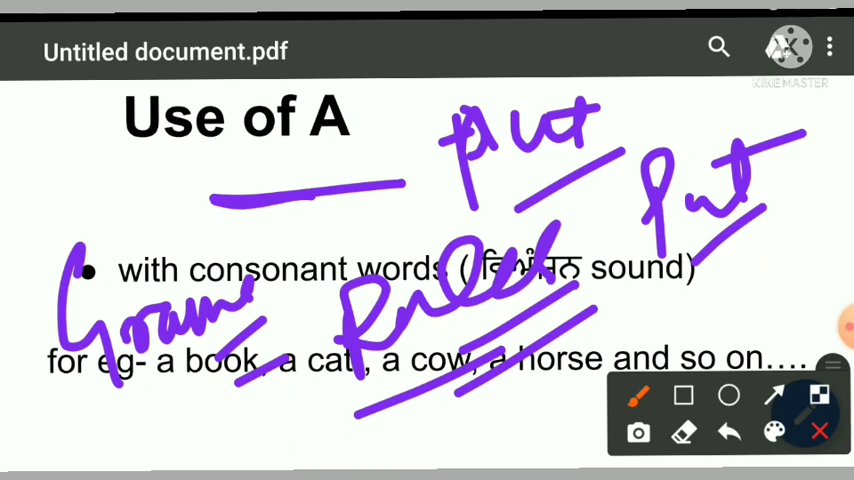 Untitled document.pdf
KINEMASTER
Use of A
put
Put
with consonant words ( ਵਿਅੰਜਨ sound)
Rules
for eg- a book, a cat , a cow, a horse and so on....